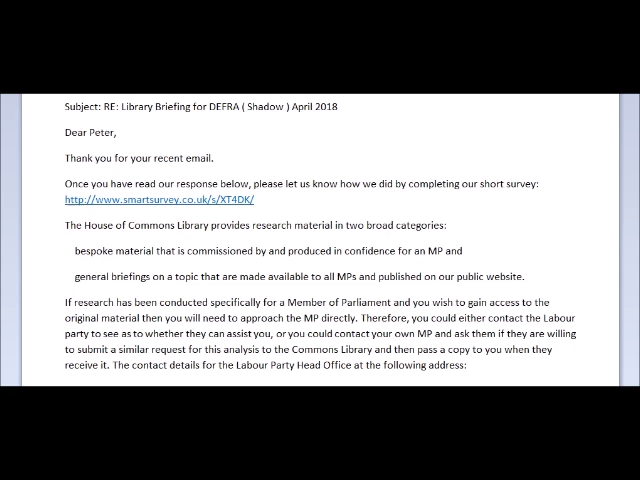 Subject: RE: Library Briefing for DEFRA ( Shadow ) April 2018
Dear Peter,
Thank you for your recent email.
Once you have read our response below, please let us know how we did by completing our short survey:
http://www.smartsurvey.co.uk/s/XT4DK/
The House of Commons Library provides research material in two broad categories:
bespoke material that is commissioned by and produced in confidence for an MP and
general briefings on a topic that are made available to all MPs and published on our public website.
If research has been conducted specifically for a Member of Parliament and you wish to gain access to the
original material then you will need to approach the MP directly. Therefore, you could either contact the Labour
party to see as to whether they can assist you, or you could contact your own MP and ask them if they are willing
to submit a similar request for this analysis to the Commons Library and then pass a copy to you when they
receive it. The contact details for the Labour Party Head Office at the following address: